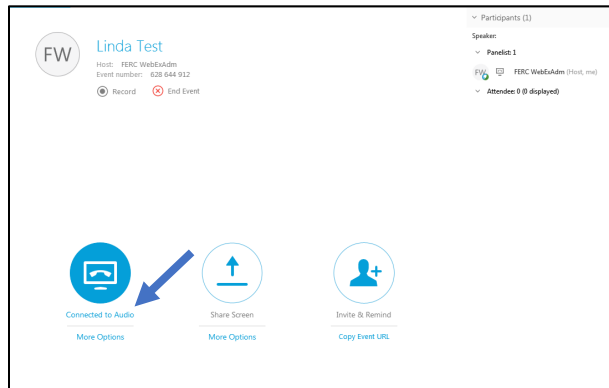 FW
Linda Test
Host: FERC WebExAdm
Event number: 628 644 912
Record End Event
Participants (1)
Speaker:
Panelist: 1
FW FERC WebExAdm (Host, me)
Attendee: 0 (0 displayed)
Connected to Audio
More Options
Share Screen
More Options
Invite & Remind
Copy Event URL